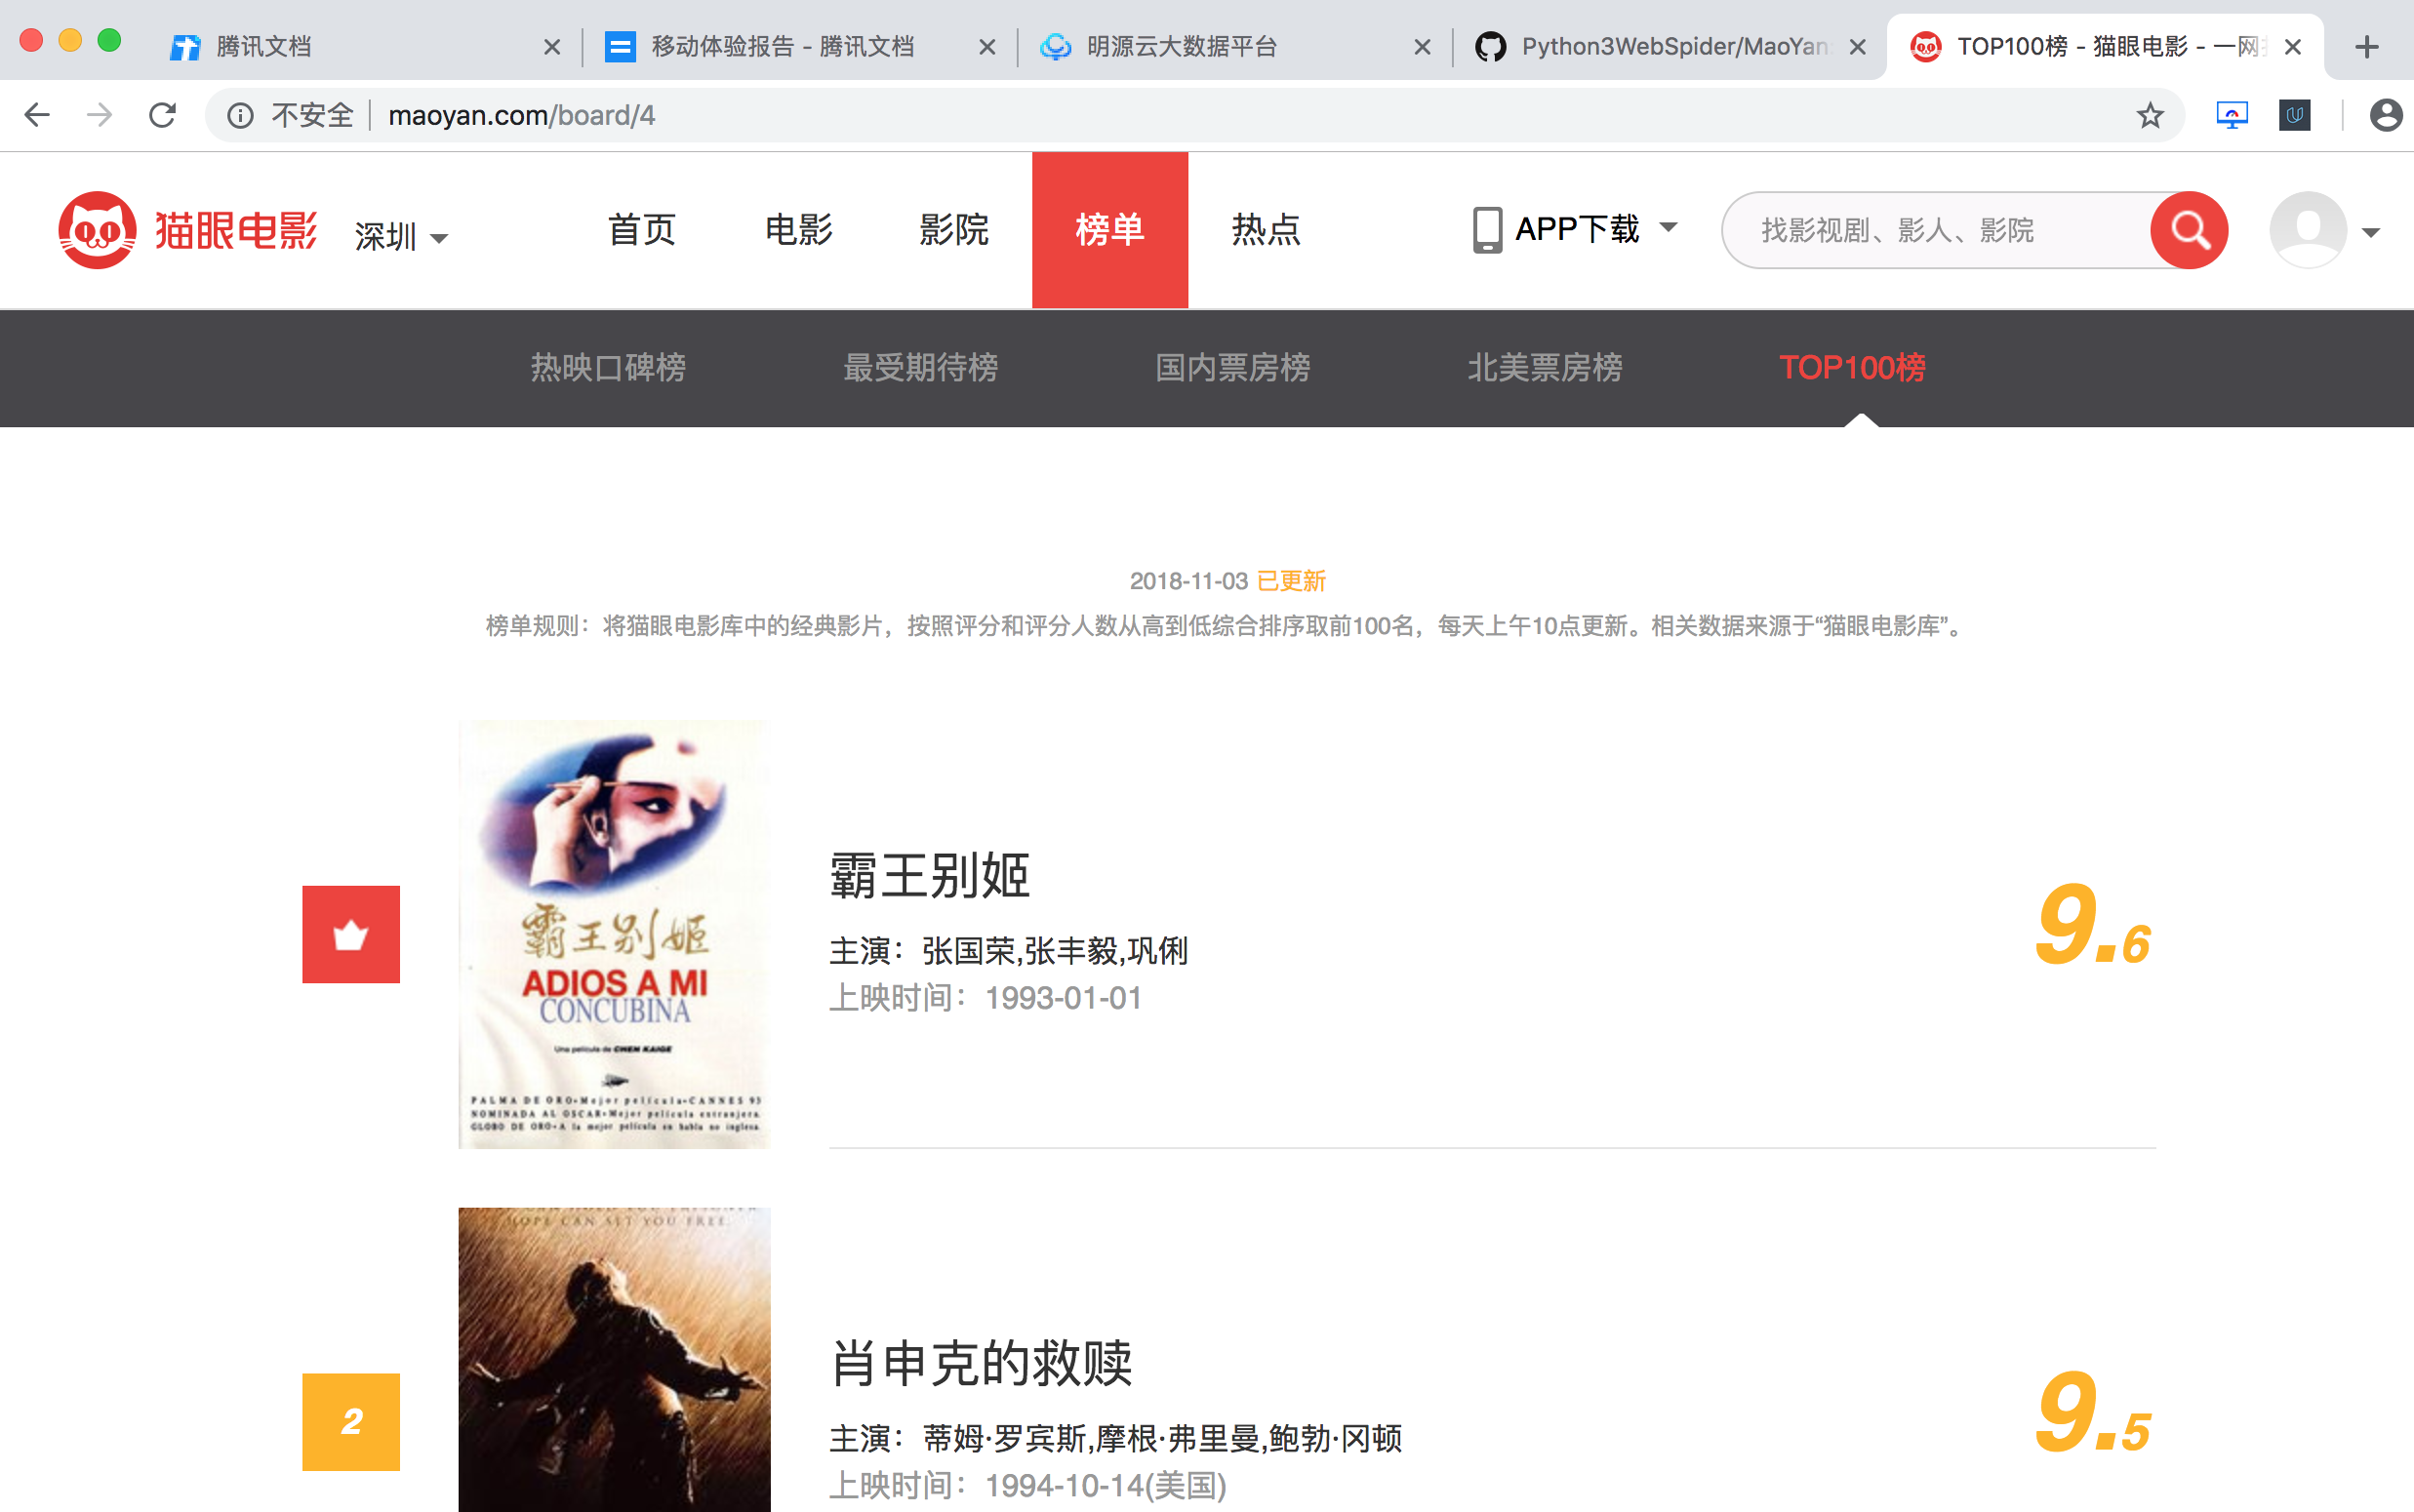 腾讯文档
移动体验报告 - 腾讯文档
明源云大数据平台
Python3WebSpider/MaoYan
TOP100榜 - 猫眼电影 - 一网
不安全 maoyan.com/board/4
猫眼电影
深圳
首页 电影 影院 榜单 热点
APP下载
找影视剧、影人、影院
热映口碑榜 最受期待榜 国内票房榜 北美票房榜 TOP100榜
2018-11-03 已更新
榜单规则：将猫眼电影库中的经典影片，按照评分和评分人数从高到低综合排序取前100名，每天上午10点更新。相关数据来源于“猫眼电影库”。
霸王别姬
ADIOS A MI
CONCUBINA
Una película de CHEN KAIGE
PALMA DE ORO•Mejor película•CANNES 93
NOMINADA AL OSCAR•Mejor película extranjera.
GLOBO DE ORO•A la mejor película en habla no inglesa.
霸王别姬
主演：张国荣,张丰毅,巩俐
上映时间：1993-01-01
9.6
2
HOPE CAN SET YOU FREE.
肖申克的救赎
主演：蒂姆·罗宾斯,摩根·弗里曼,鲍勃·冈顿
上映时间：1994-10-14(美国)
9.5